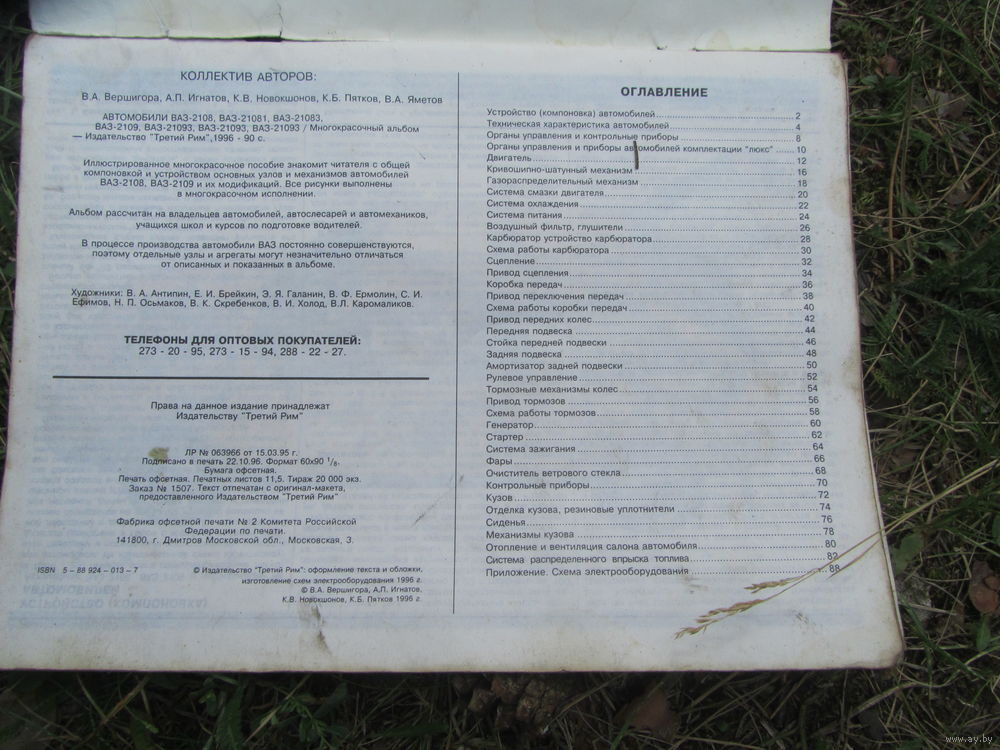 КОЛЛЕКТИВ АВТОРОВ:
В.А. Вершигора, А.П. Игнатов, К.В. Новокшонов, К.Б. Пятков, В.А. Яметов
АВТОМОБИЛИ ВАЗ-2108, ВАЗ-21081, ВАЗ-21083,
ВАЗ-2109, ВАЗ-21093, ВАЗ-21093, ВАЗ-21093 / Многокрасочный альбом
— Издательство "Третий Рим",1996 - 90 с.
Иллюстрированное многокрасочное пособие знакомит читателя с общей
компоновкой и устройством основных узлов и механизмов автомобилей
ВАЗ-2108, ВАЗ-2109 и их модификаций. Все рисунки выполнены
в многокрасочном исполнении.
Альбом рассчитан на владельцев автомобилей, автослесарей и автомехаников,
учащихся школ и курсов по подготовке водителей.
В процессе производства автомобили ВАЗ постоянно совершенствуются,
поэтому отдельные узлы и агрегаты могут незначительно отличаться
от описанных и показанных в альбоме.
Художники: В. А. Антипин, Е. И. Брейкин, Э. Я. Галанин, В. Ф. Ермолин, С. И.
Ефимов, Н. П. Осьмаков, В. К. Скребенков, В. И. Холод, В.Л. Каромаликов.
ТЕЛЕФОНЫ ДЛЯ ОПТОВЫХ ПОКУПАТЕЛЕЙ:
273 - 20 - 95, 273 - 15 - 94, 288 - 22 - 27.
Права на данное издание принадлежат
Издательству "Третий Рим"
ЛР № 063966 от 15.03.95 г.
Подписано в печать 22.10.96. Формат 60х90 1/8.
Бумага офсетная.
Печать офсетная. Печатных листов 11,5. Тираж 20 000 экз.
Заказ № 1507. Текст отпечатан с оригинал-макета,
предоставленного Издательством "Третий Рим"
Фабрика офсетной печати № 2 Комитета Российской
Федерации по печати.
141800, г. Дмитров Московской обл., Московская, 3.
ISBN 5 - 88 924 - 013 - 7
© Издательство "Третий Рим": оформление текста и обложки,
изготовление схем электрооборудования 1996 г.
© В.А. Вершигора, А.П. Игнатов,
К.В. Новокшонов, К.Б. Пятков 1996 г.
ОГЛАВЛЕНИЕ
Устройство (компоновка) автомобилей 2
Техническая характеристика автомобилей 4
Органы управления и контрольные приборы 8
Органы управления и приборы автомобилей комплектации "люкс" 10
Двигатель 12
Кривошипно-шатунный механизм 16
Газораспределительный механизм 18
Система смазки двигателя 20
Система охлаждения 22
Система питания 24
Воздушный фильтр, глушители 26
Карбюратор устройство карбюратора 28
Схема работы карбюратора 30
Сцепление 32
Привод сцепления 34
Коробка передач 36
Привод переключения передач 38
Схема работы коробки передач 40
Привод передних колес 42
Передняя подвеска 44
Стойка передней подвески 46
Задняя подвеска 48
Амортизатор задней подвески 50
Рулевое управление 52
Тормозные механизмы колес 54
Привод тормозов 56
Схема работы тормозов 58
Генератор 60
Стартер 62
Система зажигания 64
Фары 66
Очиститель ветрового стекла 68
Контрольные приборы 70
Кузов 72
Отделка кузова, резиновые уплотнители 74
Сиденья 76
Механизмы кузова 78
Отопление и вентиляция салона автомобиля 80
Система распределенного впрыска топлива 82
Приложение. Схема электрооборудования 88
www.ay.by